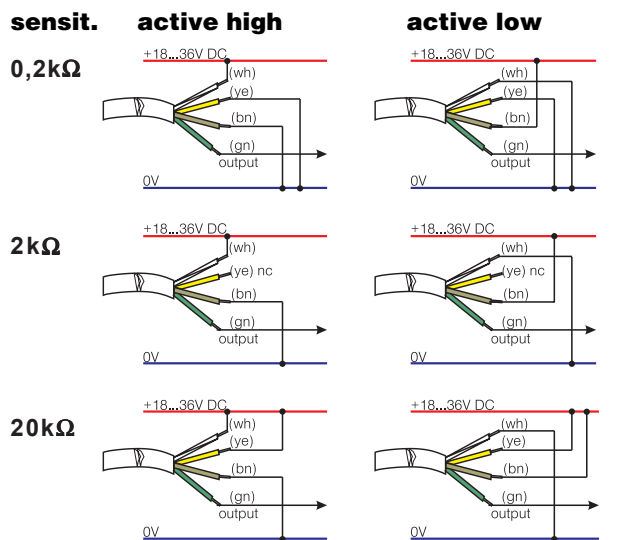 sensit. active high active low
0,2kΩ
+18...36V DC
(wh)
(ye)
(bn)
(gn)
output
0V
+18...36V DC
(wh)
(ye)
(bn)
(gn)
output
0V
2kΩ
+18...36V DC
(wh)
(ye) nc
(bn)
(gn)
output
0V
+18...36V DC
(wh)
(ye) nc
(bn)
(gn)
output
0V
20kΩ
+18...36V DC
(wh)
(ye)
(bn)
(gn)
output
0V
+18...36V DC
(wh)
(ye)
(bn)
(gn)
output
0V